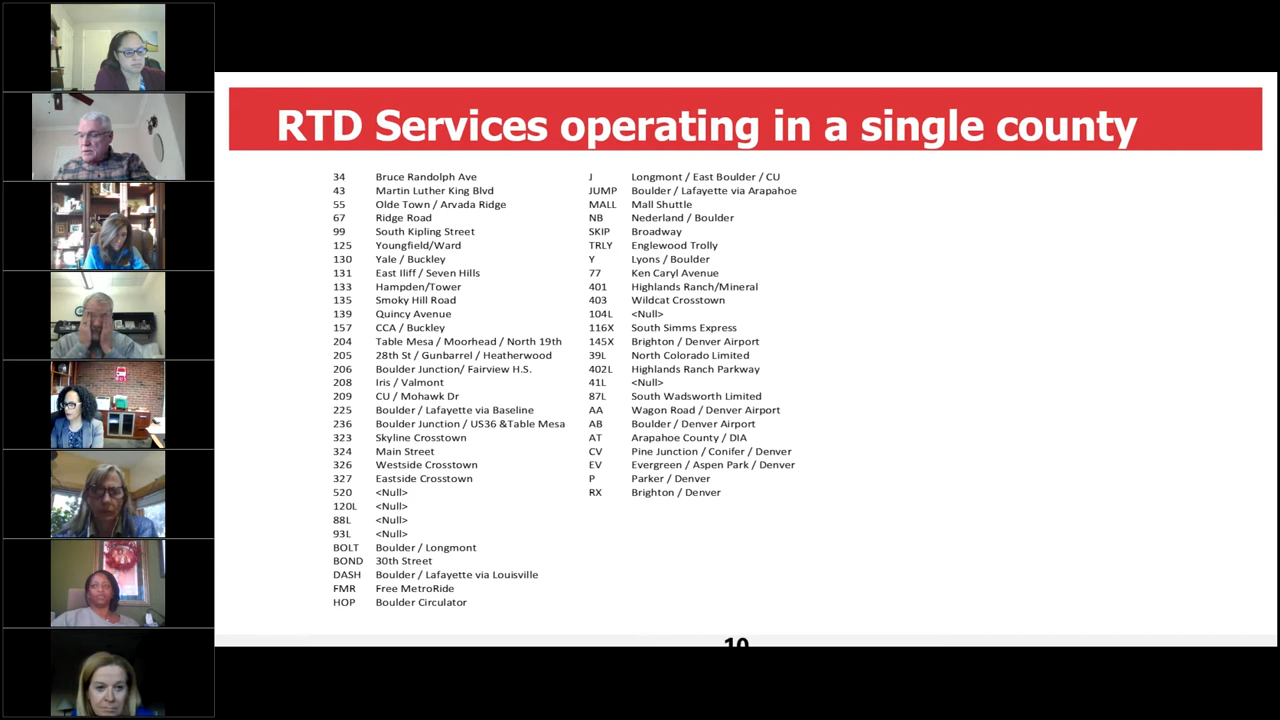 RTD Services operating in a single county
34 Bruce Randolph Ave
43 Martin Luther King Blvd
55 Olde Town / Arvada Ridge
67 Ridge Road
99 South Kipling Street
125 Youngfield/Ward
130 Yale / Buckley
131 East Iliff / Seven Hills
133 Hampden/Tower
135 Smoky Hill Road
139 Quincy Avenue
157 CCA / Buckley
204 Table Mesa / Moorhead / North 19th
205 28th St / Gunbarrel / Heatherwood
206 Boulder Junction/ Fairview H.S.
208 Iris / Valmont
209 CU / Mohawk Dr
225 Boulder / Lafayette via Baseline
236 Boulder Junction / US36 &Table Mesa
323 Skyline Crosstown
324 Main Street
326 Westside Crosstown
327 Eastside Crosstown
520 <Null>
120L <Null>
88L <Null>
93L <Null>
BOLT Boulder / Longmont
BOND 30th Street
DASH Boulder / Lafayette via Louisville
FMR Free MetroRide
HOP Boulder Circulator
J Longmont / East Boulder / CU
JUMP Boulder / Lafayette via Arapahoe
MALL Mall Shuttle
NB Nederland / Boulder
SKIP Broadway
TRLY Englewood Trolly
Y Lyons / Boulder
77 Ken Caryl Avenue
401 Highlands Ranch/Mineral
403 Wildcat Crosstown
104L <Null>
116X South Simms Express
145X Brighton / Denver Airport
39L North Colorado Limited
402L Highlands Ranch Parkway
41L <Null>
87L South Wadsworth Limited
AA Wagon Road / Denver Airport
AB Boulder / Denver Airport
AT Arapahoe County / DIA
CV Pine Junction / Conifer / Denver
EV Evergreen / Aspen Park / Denver
P Parker / Denver
RX Brighton / Denver
10